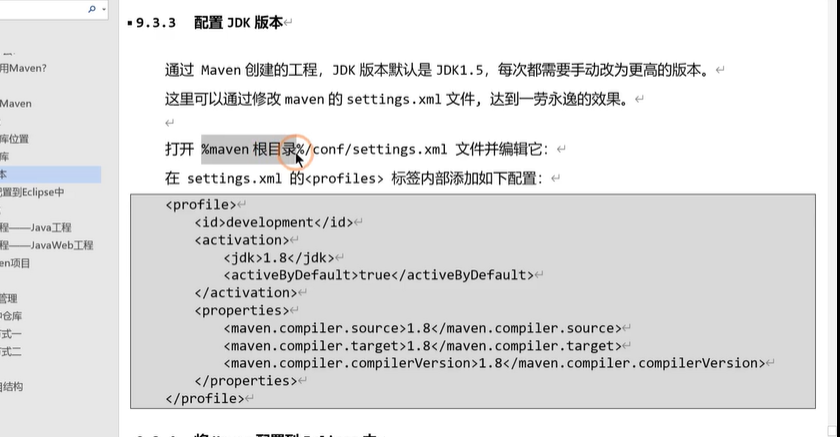 9.3.3 配置 JDK 版本
通过 Maven 创建的工程，JDK 版本默认是 JDK1.5，每次都需要手动改为更高的版本。
这里可以通过修改 maven 的 settings.xml 文件，达到一劳永逸的效果。
打开 %maven 根目录%/conf/settings.xml 文件并编辑它：
在 settings.xml 的<profiles> 标签内部添加如下配置：
<profile>
<id>development</id>
<activation>
<jdk>1.8</jdk>
<activeByDefault>true</activeByDefault>
</activation>
<properties>
<maven.compiler.source>1.8</maven.compiler.source>
<maven.compiler.target>1.8</maven.compiler.target>
<maven.compiler.compilerVersion>1.8</maven.compiler.compilerVersion>
</properties>
</profile>
用Maven?
Maven
库位置
库
本
配置到Eclipse中
程——Java工程
程——JavaWeb工程
en项目
管理
仓库
式一
式二
结构